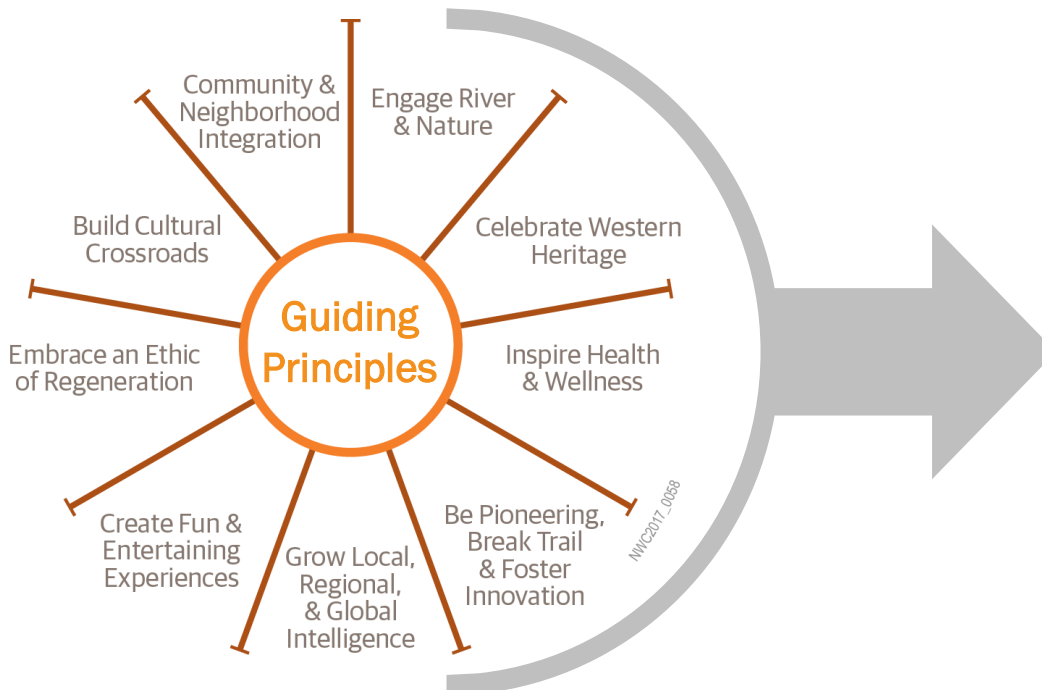 Community &
Neighborhood
Integration
Engage River
& Nature
Celebrate Western
Heritage
Inspire Health
& Wellness
Be Pioneering,
Break Trail
& Foster
Innovation
Grow Local,
Regional,
& Global
Intelligence
Create Fun &
Entertaining
Experiences
Embrace an Ethic
of Regeneration
Build Cultural
Crossroads
Guiding
Principles
NWC2017_0058